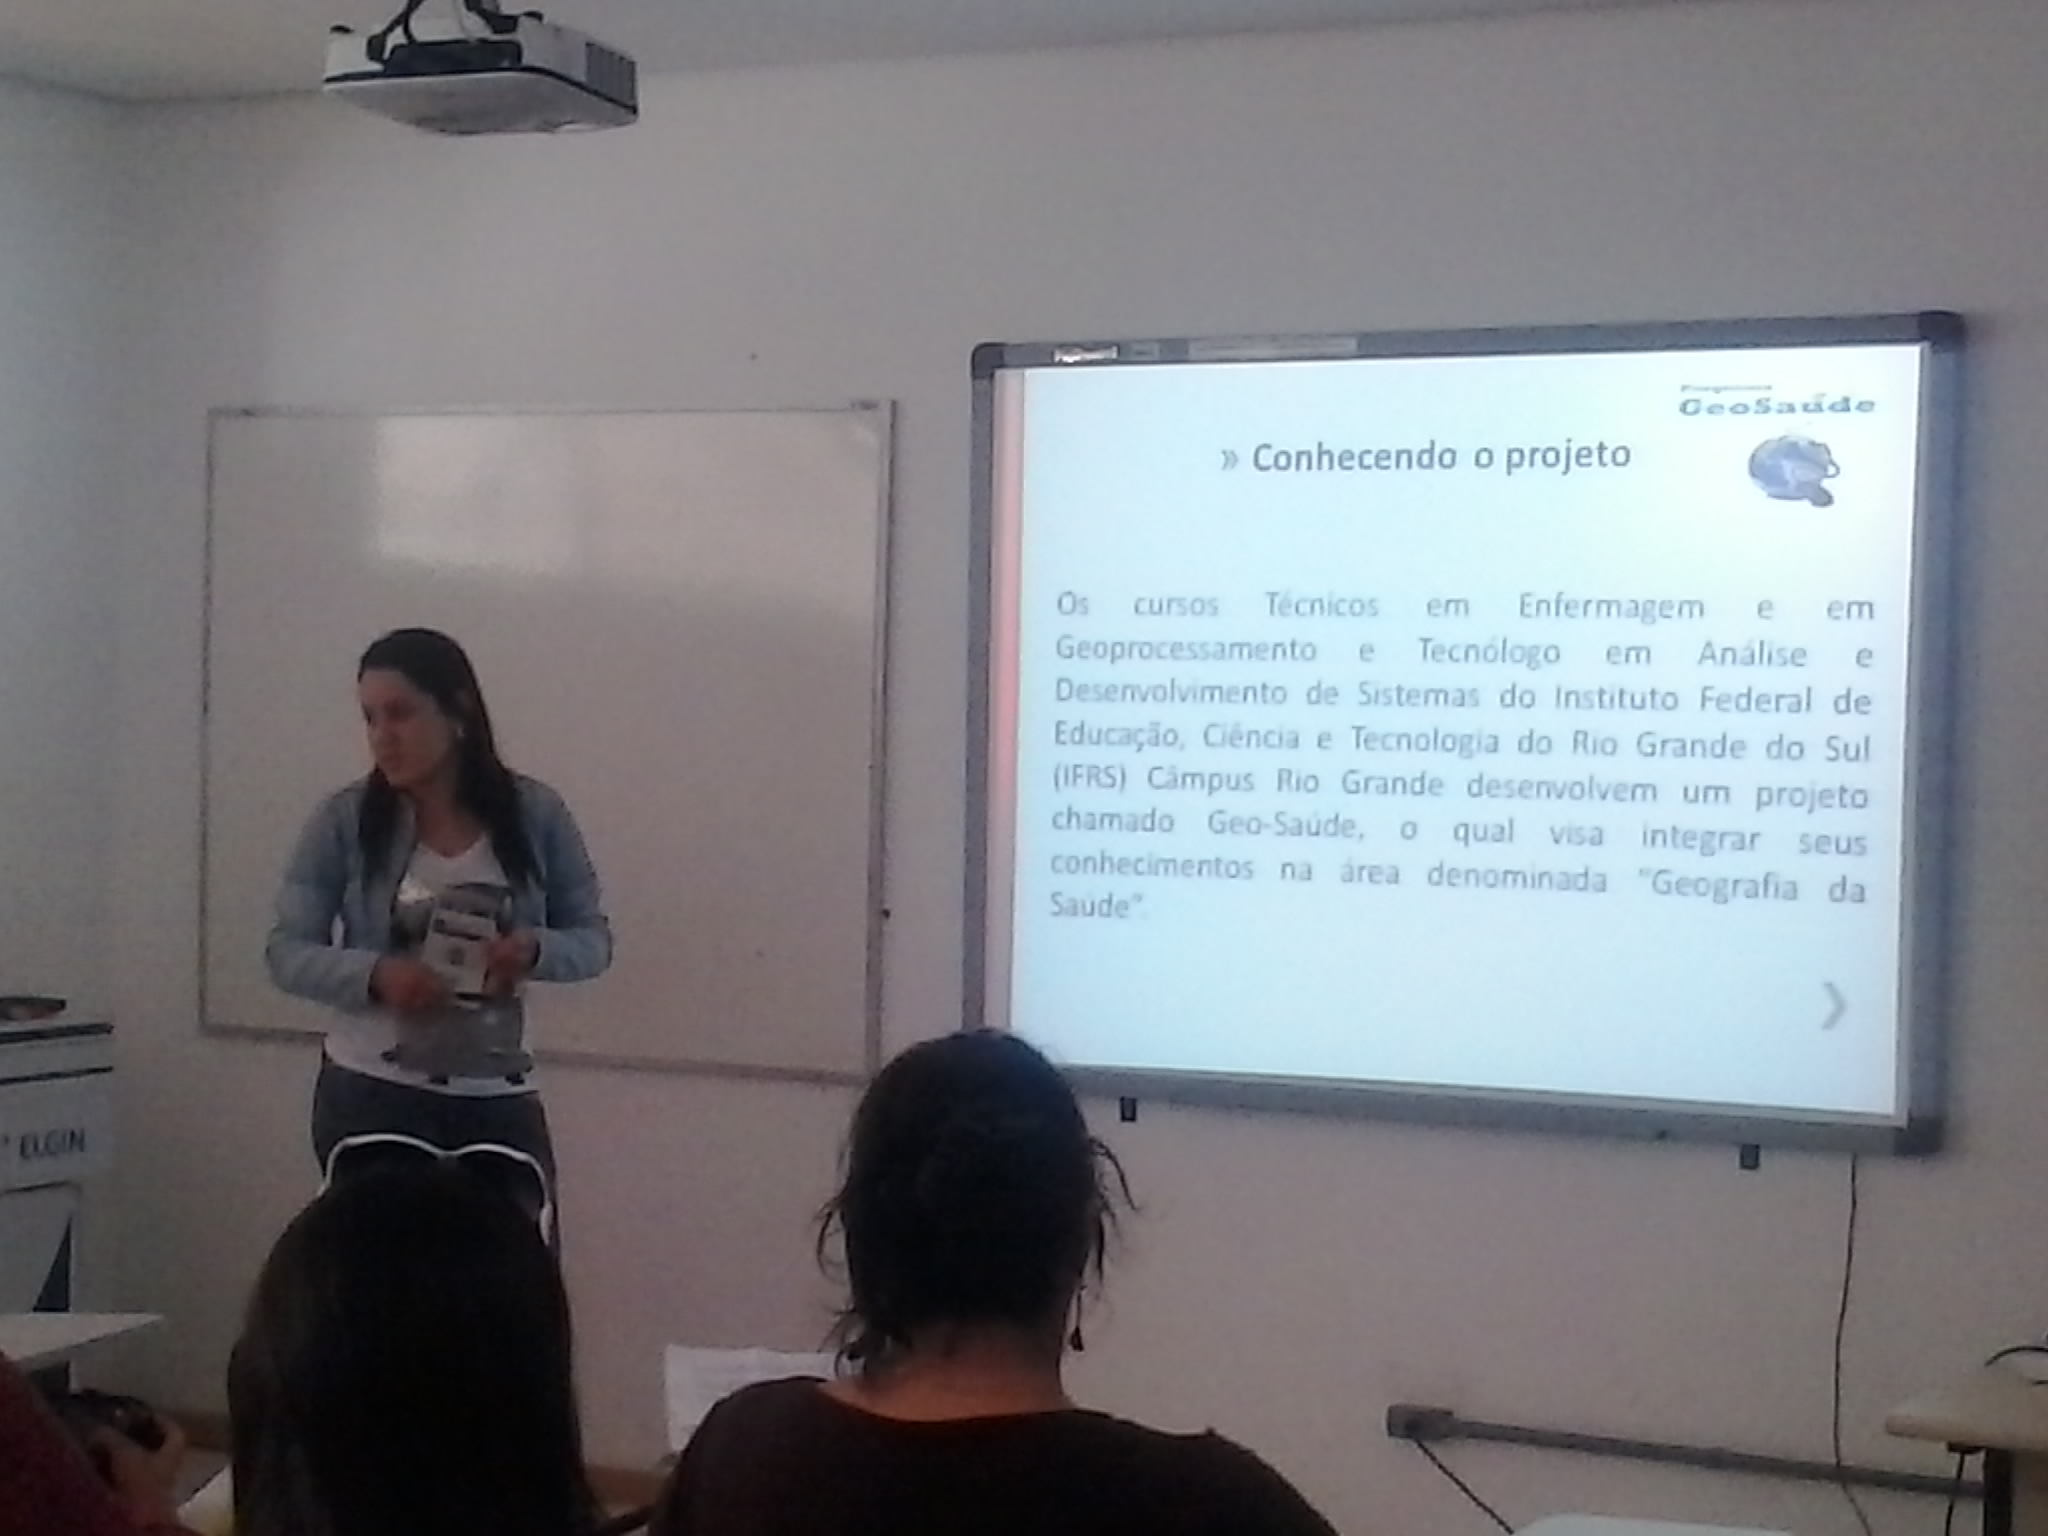 GeoSaúde
» Conhecendo o projeto
Os cursos Técnicos em Enfermagem e em
Geoprocessamento e Tecnólogo em Análise e
Desenvolvimento de Sistemas do Instituto Federal de
Educação, Ciência e Tecnologia do Rio Grande do Sul
(IFRS) Câmpus Rio Grande desenvolvem um projeto
chamado Geo-Saúde, o qual visa integrar seus
conhecimentos na área denominada "Geografia da
Saúde".
ELGIN